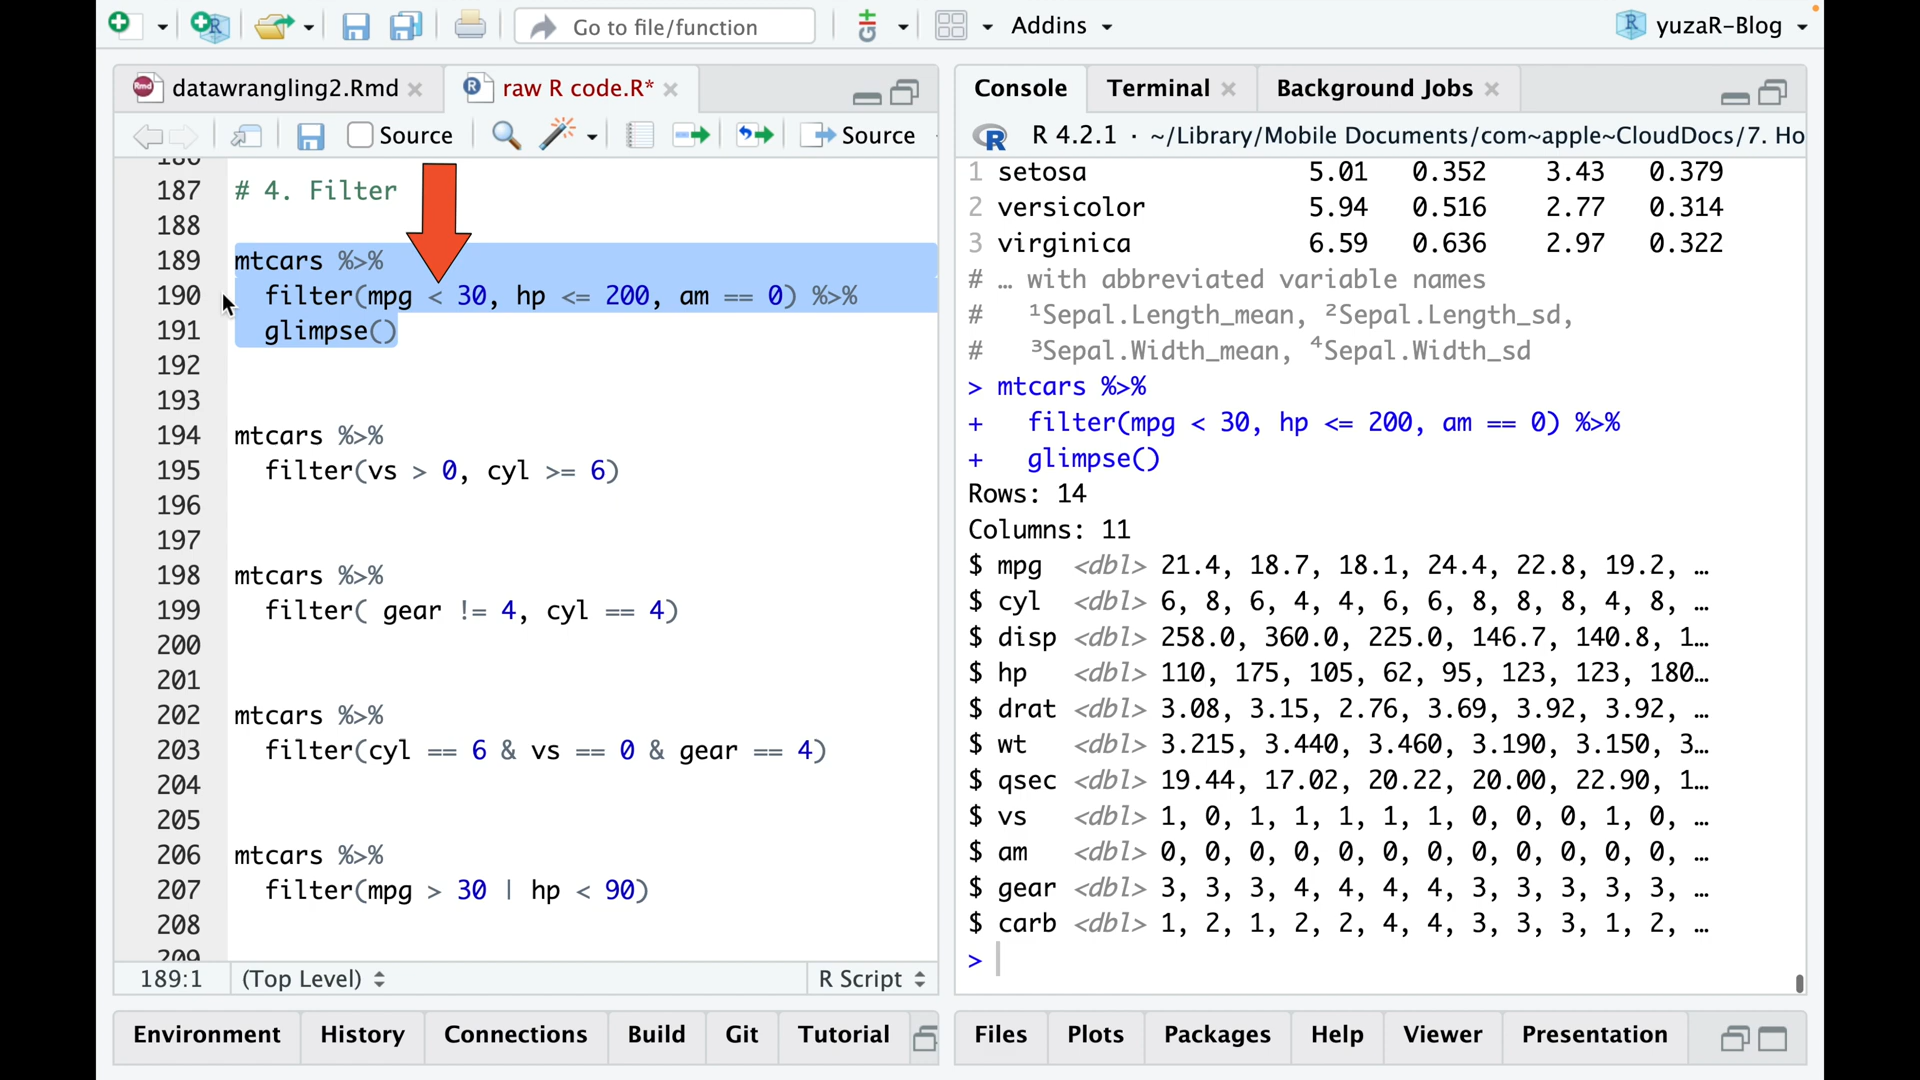 Go to file/function
Git
Addins
yuzaR-Blog
datawrangling2.Rmd
raw R code.R*
Source
Source
186
187 # 4. Filter
188
189 mtcars %>%
190   filter(mpg < 30, hp <= 200, am == 0) %>%
191   glimpse()
192
193
194 mtcars %>%
195   filter(vs > 0, cyl >= 6)
196
197
198 mtcars %>%
199   filter( gear != 4, cyl == 4)
200
201
202 mtcars %>%
203   filter(cyl == 6 & vs == 0 & gear == 4)
204
205
206 mtcars %>%
207   filter(mpg > 30 | hp < 90)
208
209
189:1 (Top Level) R Script
Environment History Connections Build Git Tutorial
Console Terminal Background Jobs
R 4.2.1 · ~/Library/Mobile Documents/com~apple~CloudDocs/7. Ho
1 setosa 5.01 0.352 3.43 0.379
2 versicolor 5.94 0.516 2.77 0.314
3 virginica 6.59 0.636 2.97 0.322
# … with abbreviated variable names
#   ¹Sepal.Length_mean, ²Sepal.Length_sd,
#   ³Sepal.Width_mean, ⁴Sepal.Width_sd
> mtcars %>%
+   filter(mpg < 30, hp <= 200, am == 0) %>%
+   glimpse()
Rows: 14
Columns: 11
$ mpg <dbl> 21.4, 18.7, 18.1, 24.4, 22.8, 19.2, …
$ cyl <dbl> 6, 8, 6, 4, 4, 6, 6, 8, 8, 8, 4, 8, …
$ disp <dbl> 258.0, 360.0, 225.0, 146.7, 140.8, 1…
$ hp <dbl> 110, 175, 105, 62, 95, 123, 123, 180…
$ drat <dbl> 3.08, 3.15, 2.76, 3.69, 3.92, 3.92, …
$ wt <dbl> 3.215, 3.440, 3.460, 3.190, 3.150, 3…
$ qsec <dbl> 19.44, 17.02, 20.22, 20.00, 22.90, 1…
$ vs <dbl> 1, 0, 1, 1, 1, 1, 1, 0, 0, 0, 1, 0, …
$ am <dbl> 0, 0, 0, 0, 0, 0, 0, 0, 0, 0, 0, 0, …
$ gear <dbl> 3, 3, 3, 4, 4, 4, 4, 3, 3, 3, 3, 3, …
$ carb <dbl> 1, 2, 1, 2, 2, 4, 4, 3, 3, 3, 1, 2, …
>
Files Plots Packages Help Viewer Presentation